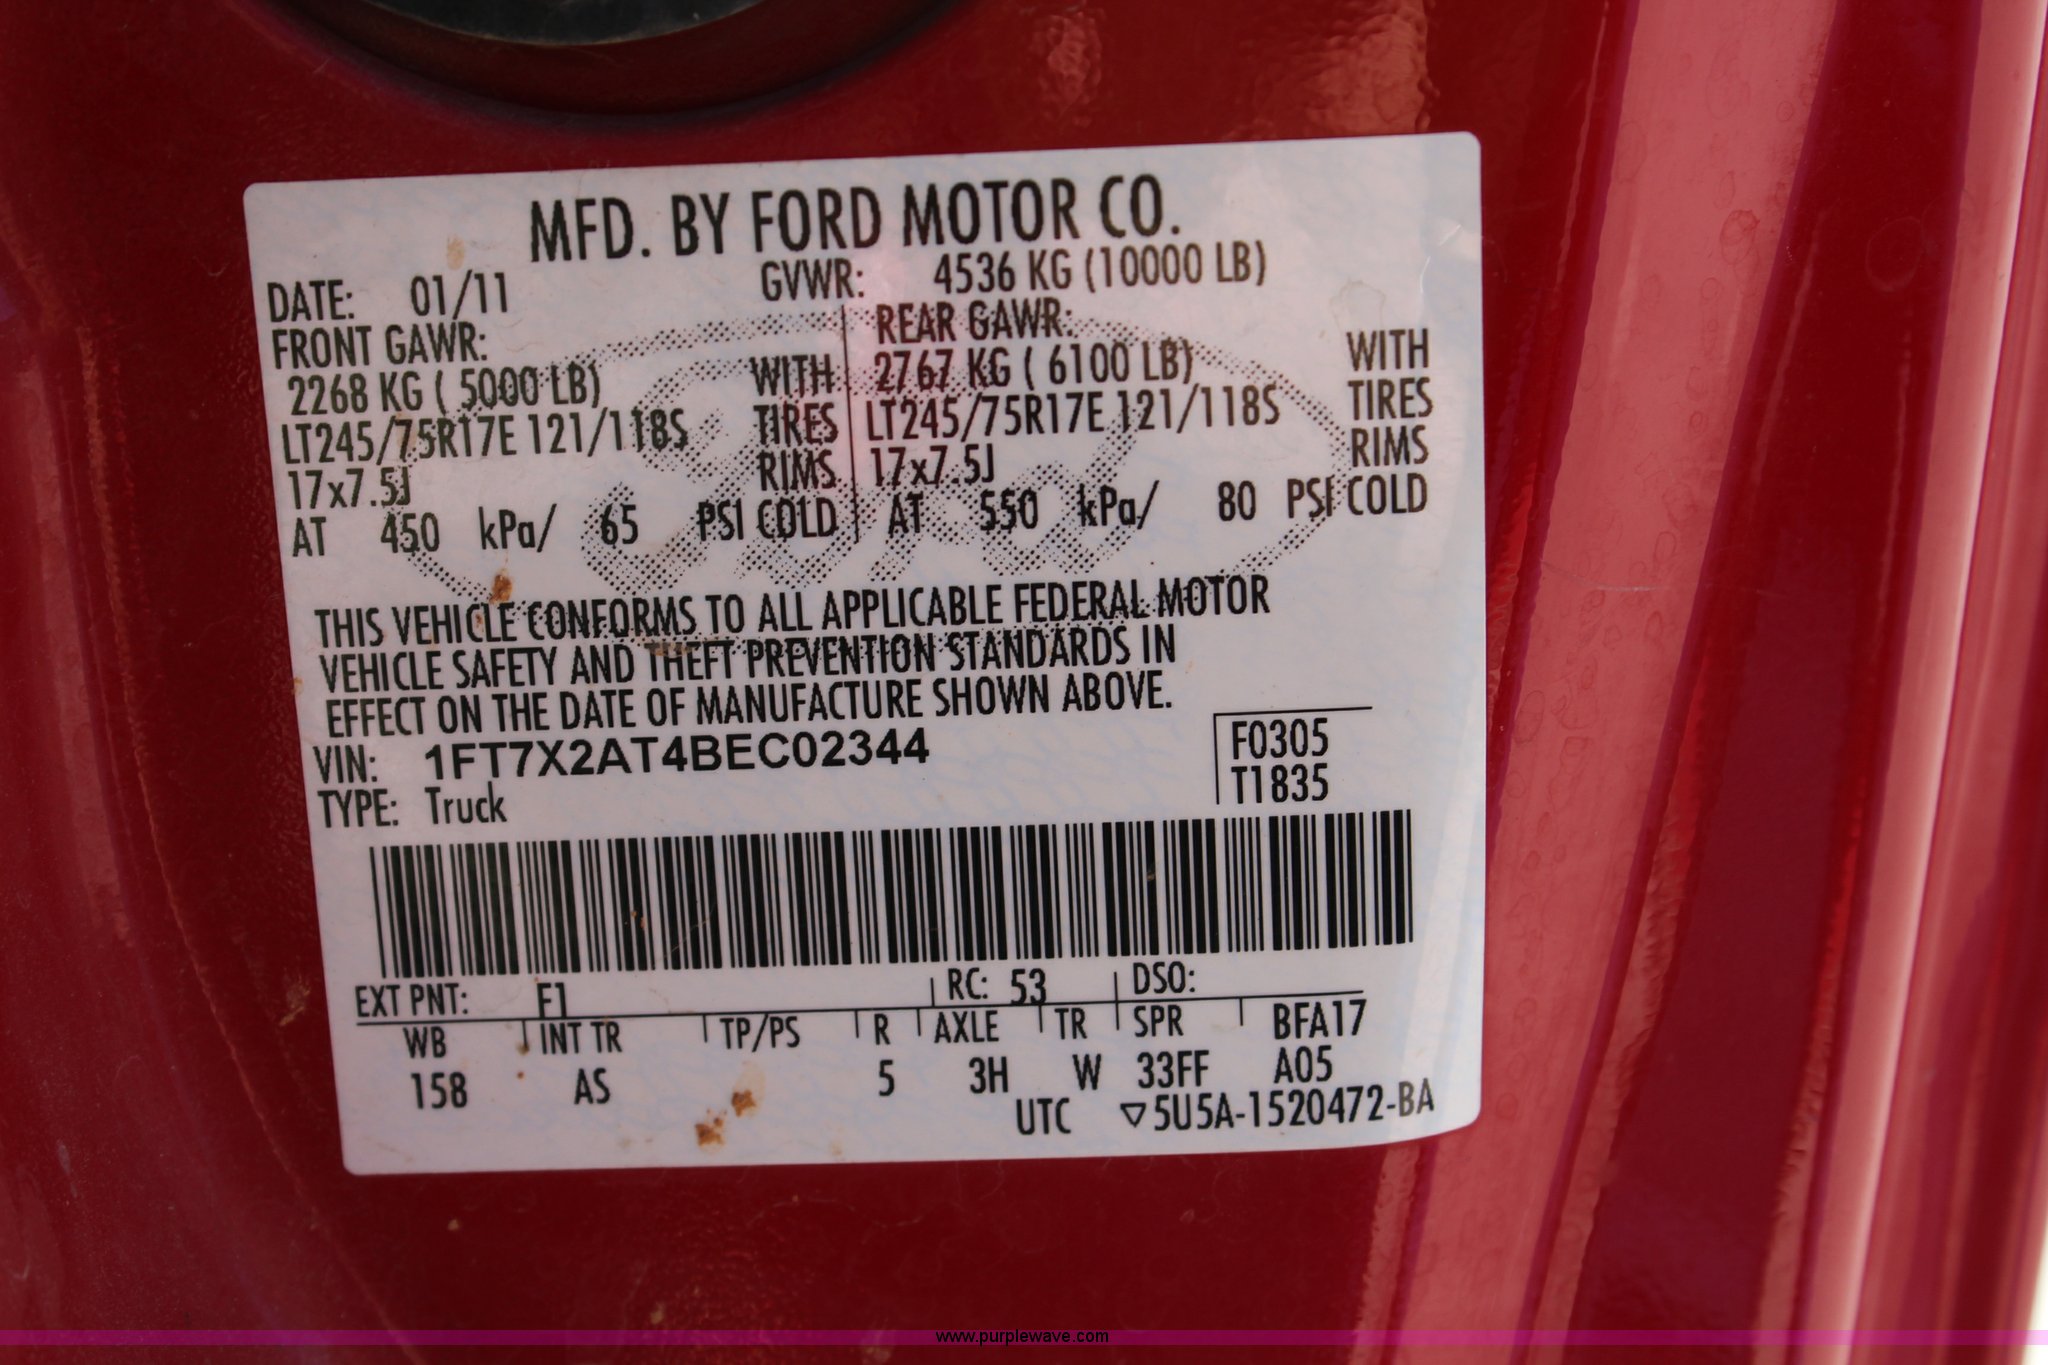 MFD. BY FORD MOTOR CO.
DATE: 01/11 GVWR: 4536 KG (10000 LB)
FRONT GAWR: REAR GAWR:
2268 KG ( 5000 LB) WITH 2767 KG ( 6100 LB) WITH
LT245/75R17E 121/118S TIRES LT245/75R17E 121/118S TIRES
17x7.5J RIMS 17x7.5J RIMS
AT 450 kPa/ 65 PSI COLD AT 550 kPa/ 80 PSI COLD
THIS VEHICLE CONFORMS TO ALL APPLICABLE FEDERAL MOTOR
VEHICLE SAFETY AND THEFT PREVENTION STANDARDS IN
EFFECT ON THE DATE OF MANUFACTURE SHOWN ABOVE.
VIN: 1FT7X2AT4BEC02344 F0305
TYPE: Truck T1835
EXT PNT: F1 RC: 53 DSO:
WB INT TR TP/PS R AXLE TR SPR BFA17
158 AS 5 3H W 33FF A05
UTC ▽5U5A-1520472-BA
www.purplewave.com